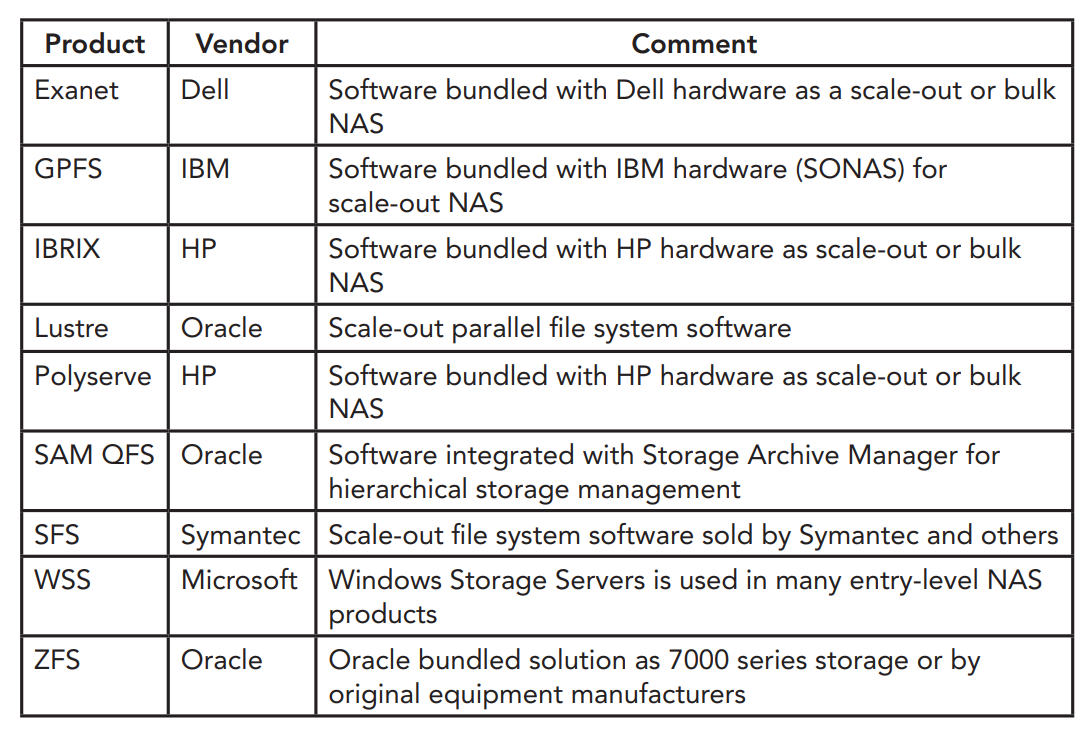 Product Vendor Comment
Exanet Dell Software bundled with Dell hardware as a scale-out or bulk
NAS
GPFS IBM Software bundled with IBM hardware (SONAS) for
scale-out NAS
IBRIX HP Software bundled with HP hardware as scale-out or bulk
NAS
Lustre Oracle Scale-out parallel file system software
Polyserve HP Software bundled with HP hardware as scale-out or bulk
NAS
SAM QFS Oracle Software integrated with Storage Archive Manager for
hierarchical storage management
SFS Symantec Scale-out file system software sold by Symantec and others
WSS Microsoft Windows Storage Servers is used in many entry-level NAS
products
ZFS Oracle Oracle bundled solution as 7000 series storage or by
original equipment manufacturers